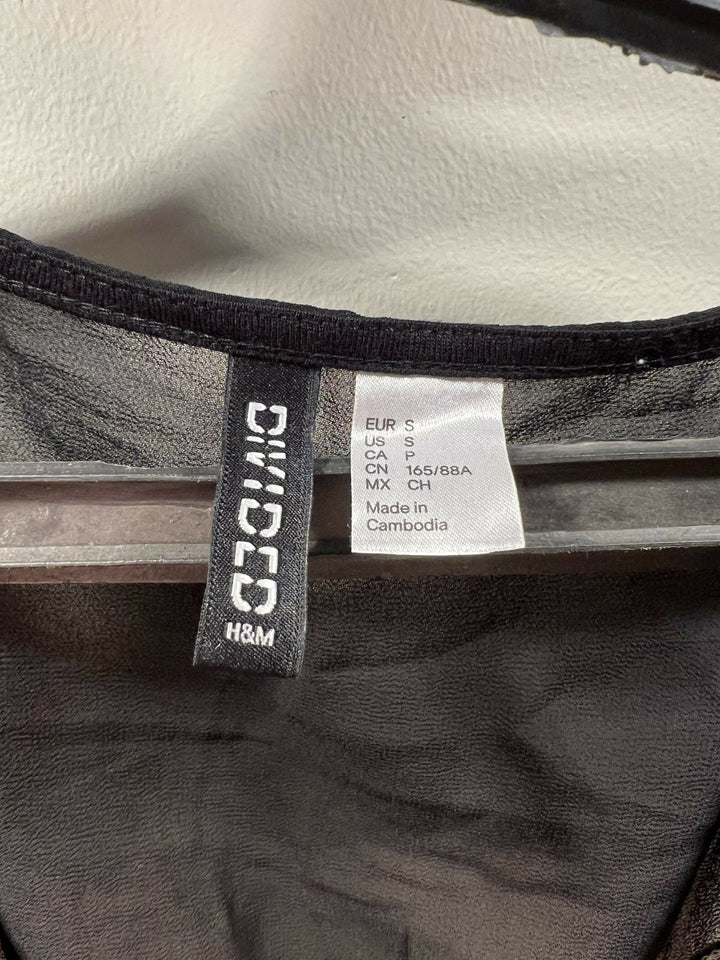 DIVIDED
H&M
EUR S
US S
CA P
CN 165/88A
MX CH
Made in
Cambodia